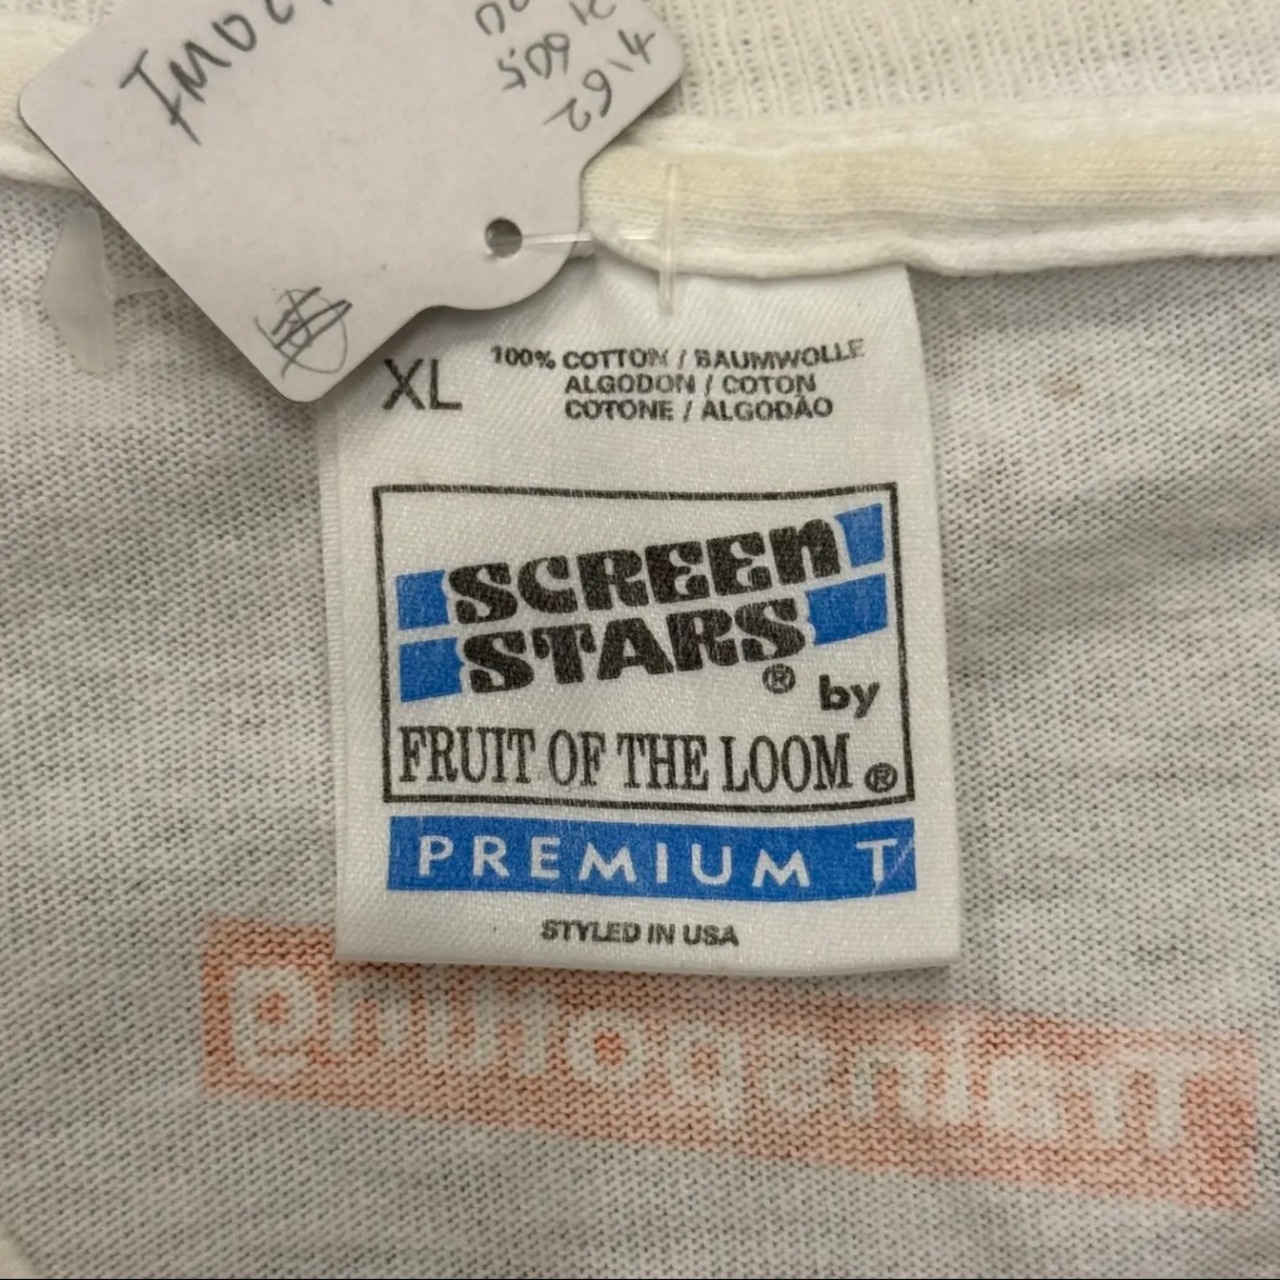 XL
100% COTTON / BAUMWOLLE
ALGODON / COTON
COTONE / ALGODÃO
SCREEN
STARS® by
FRUIT OF THE LOOM®
PREMIUM T
STYLED IN USA
Trainspotting